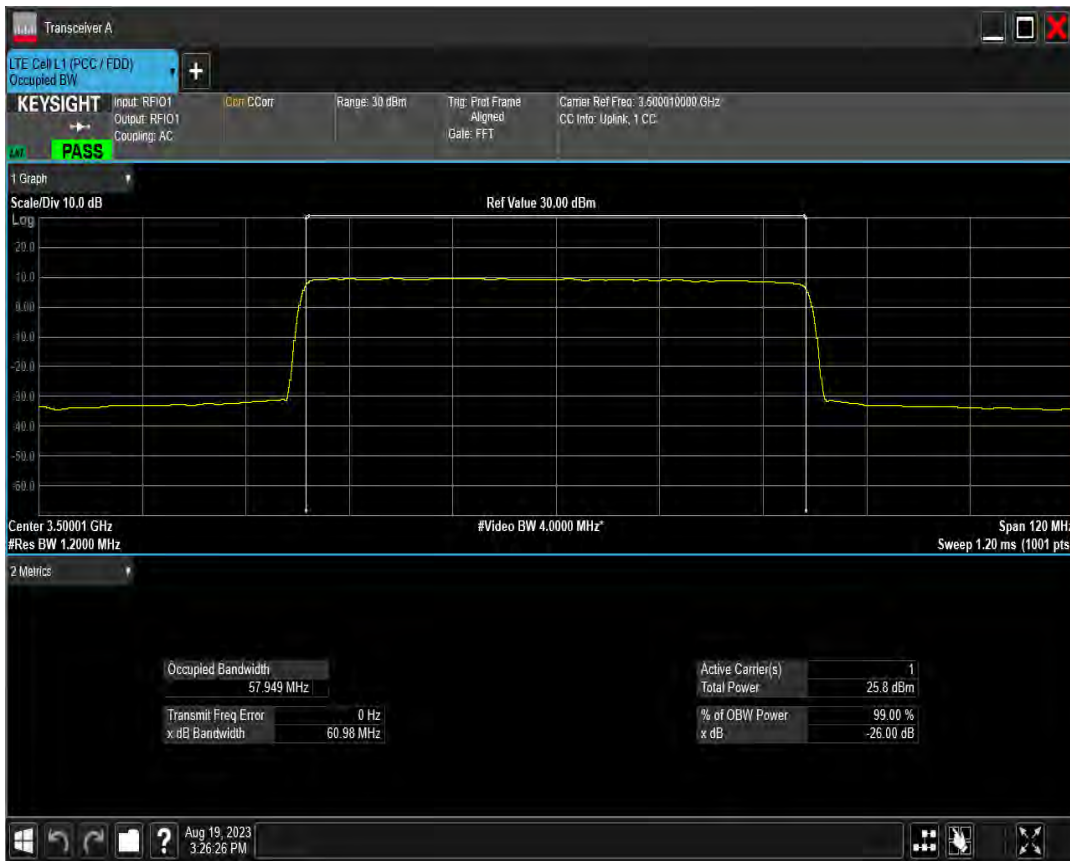 Transceiver A
LTE Cell L1 (PCC / FDD)
Occupied BW
+
KEYSIGHT
Input: RFIO1
Output: RFIO1
Coupling: AC
Corr CCorr
Range: 30 dBm
Trig: Prot Frame
Aligned
Gate: FFT
Carrier Ref Freq: 3.500010000 GHz
CC Info: Uplink, 1 CC
PASS
1 Graph
Scale/Div 10.0 dB
Ref Value 30.00 dBm
Log
20.0
10.0
0.00
-10.0
-20.0
-30.0
-40.0
-50.0
-60.0
Center 3.50001 GHz
#Video BW 4.0000 MHz*
Span 120 MHz
#Res BW 1.2000 MHz
Sweep 1.20 ms (1001 pts
2 Metrics
Occupied Bandwidth
57.949 MHz
Transmit Freq Error 0 Hz
x dB Bandwidth 60.98 MHz
Active Carrier(s) 1
Total Power 25.8 dBm
% of OBW Power 99.00 %
x dB -26.00 dB
?
Aug 19, 2023
3:26:26 PM